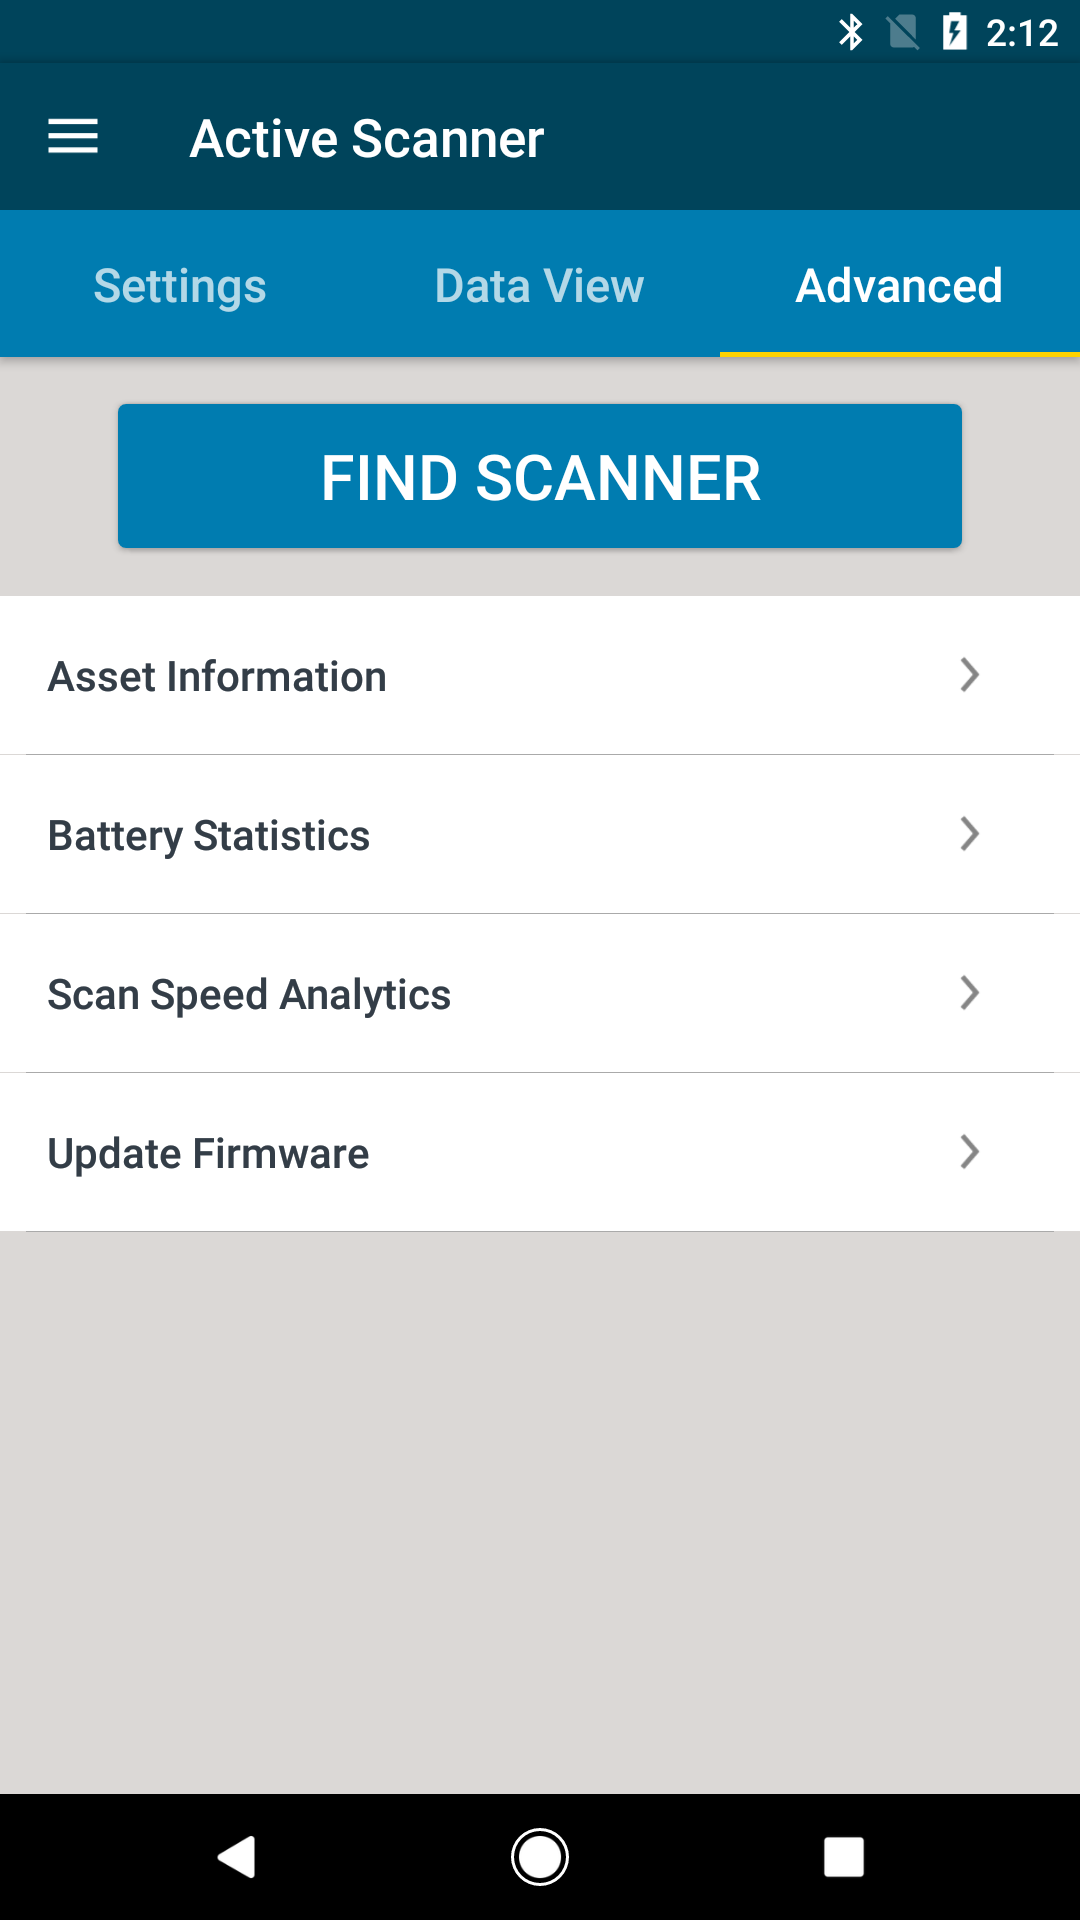 2:12
Active Scanner
Settings Data View Advanced
FIND SCANNER
Asset Information
Battery Statistics
Scan Speed Analytics
Update Firmware